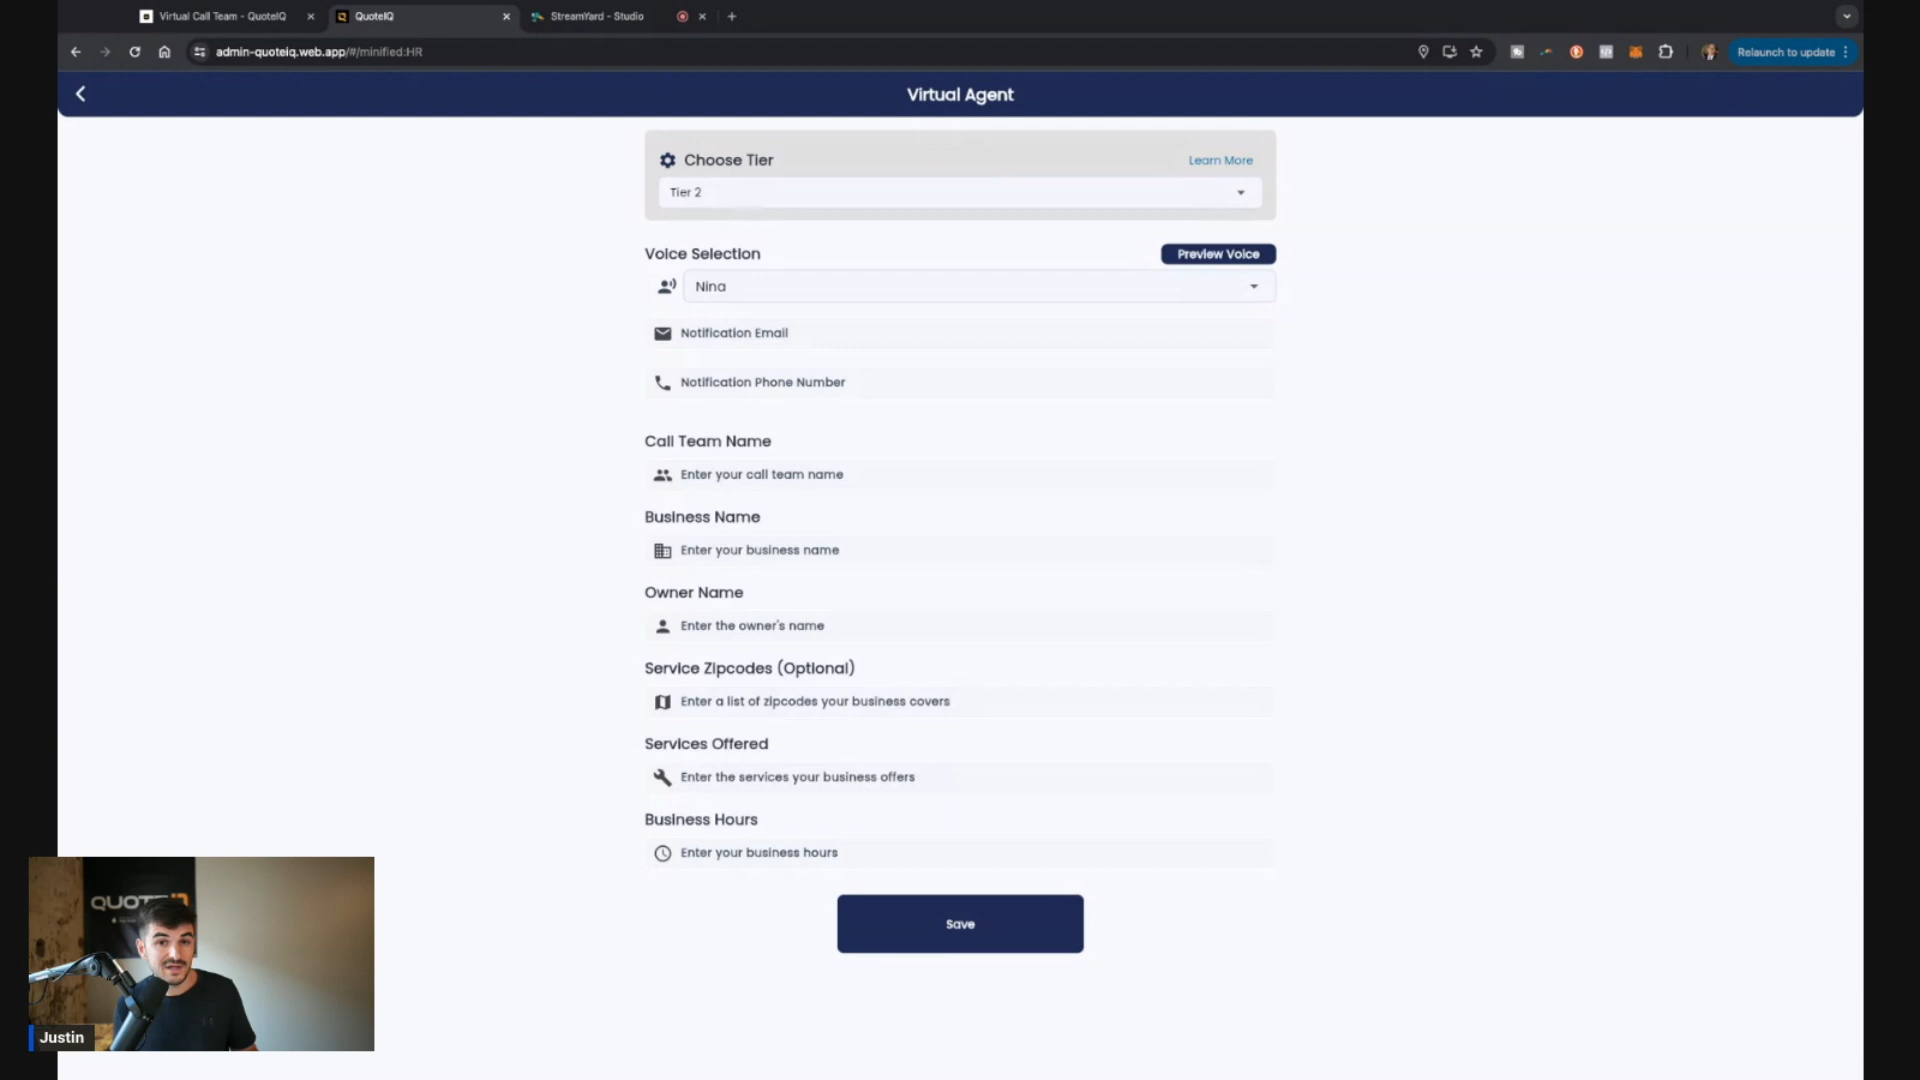 Virtual Call Team - QuoteIQ
QuoteIQ
StreamYard - Studio
admin-quoteiq.web.app/#/minified:HR
Relaunch to update
Virtual Agent
Choose Tier
Learn More
Tier 2
Voice Selection
Preview Voice
Nina
Notification Email
Notification Phone Number
Call Team Name
Enter your call team name
Business Name
Enter your business name
Owner Name
Enter the owner's name
Service Zipcodes (Optional)
Enter a list of zipcodes your business covers
Services Offered
Enter the services your business offers
Business Hours
Enter your business hours
Save
Justin